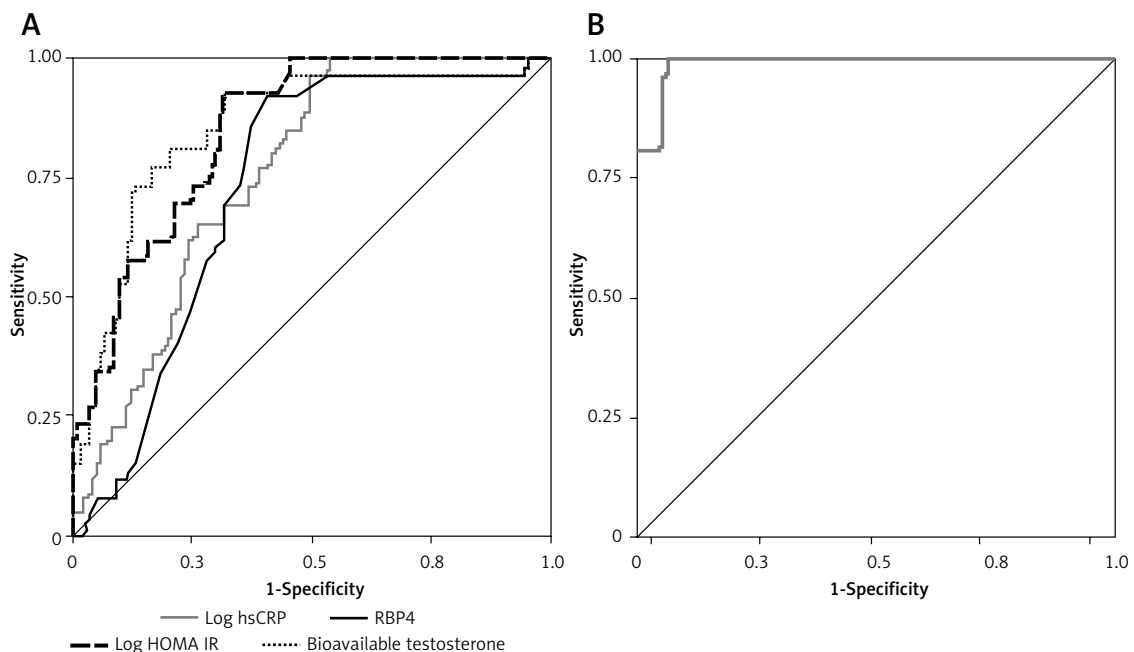 A
1.00
0.75
0.50
0.25
0
Sensitivity
0 0.3 0.5 0.8 1.0
1-Specificity
Log hsCRP RBP4
Log HOMA IR Bioavailable testosterone
B
1.00
0.75
0.50
0.25
0
Sensitivity
0 0.3 0.5 0.8 1.0
1-Specificity